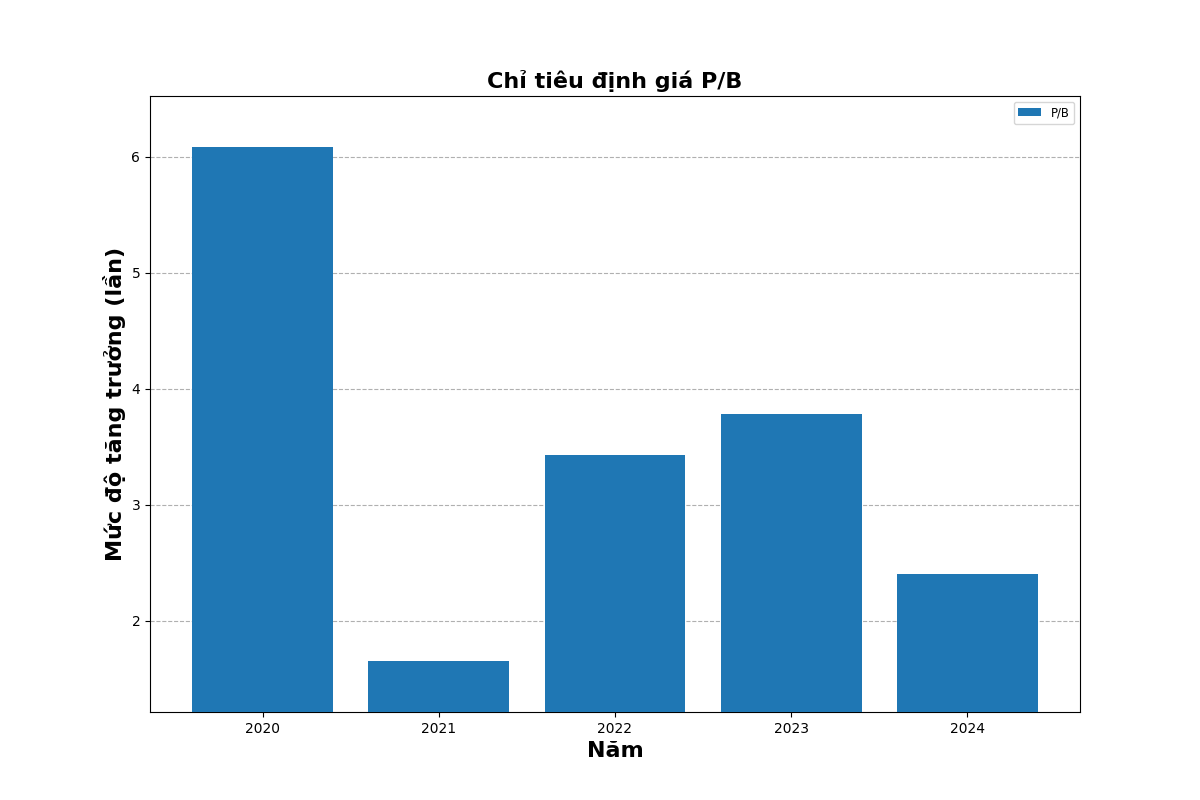 Chỉ tiêu định giá P/B
P/B
Mức độ tăng trưởng (lần)
6
5
4
3
2
2020
2021
2022
2023
2024
Năm